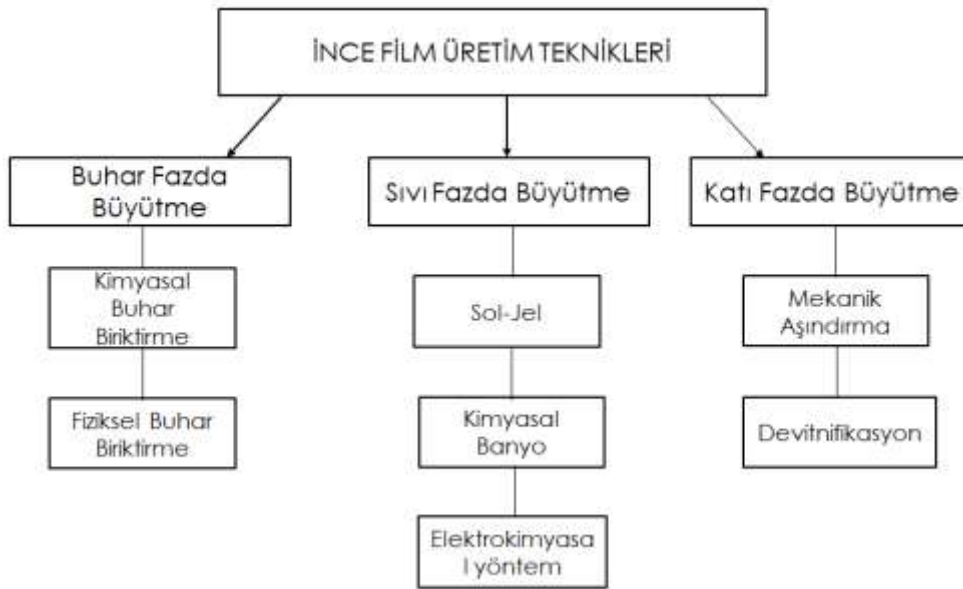 İNCE FİLM ÜRETİM TEKNİKLERİ
Buhar Fazda
Büyütme
Sıvı Fazda Büyütme
Katı Fazda Büyütme
Kimyasal
Buhar
Biriktirme
Sol-Jel
Mekanik
Aşındırma
Fiziksel Buhar
Biriktirme
Kimyasal
Banyo
Devitnifikasyon
Elektrokimyasa
l yöntem